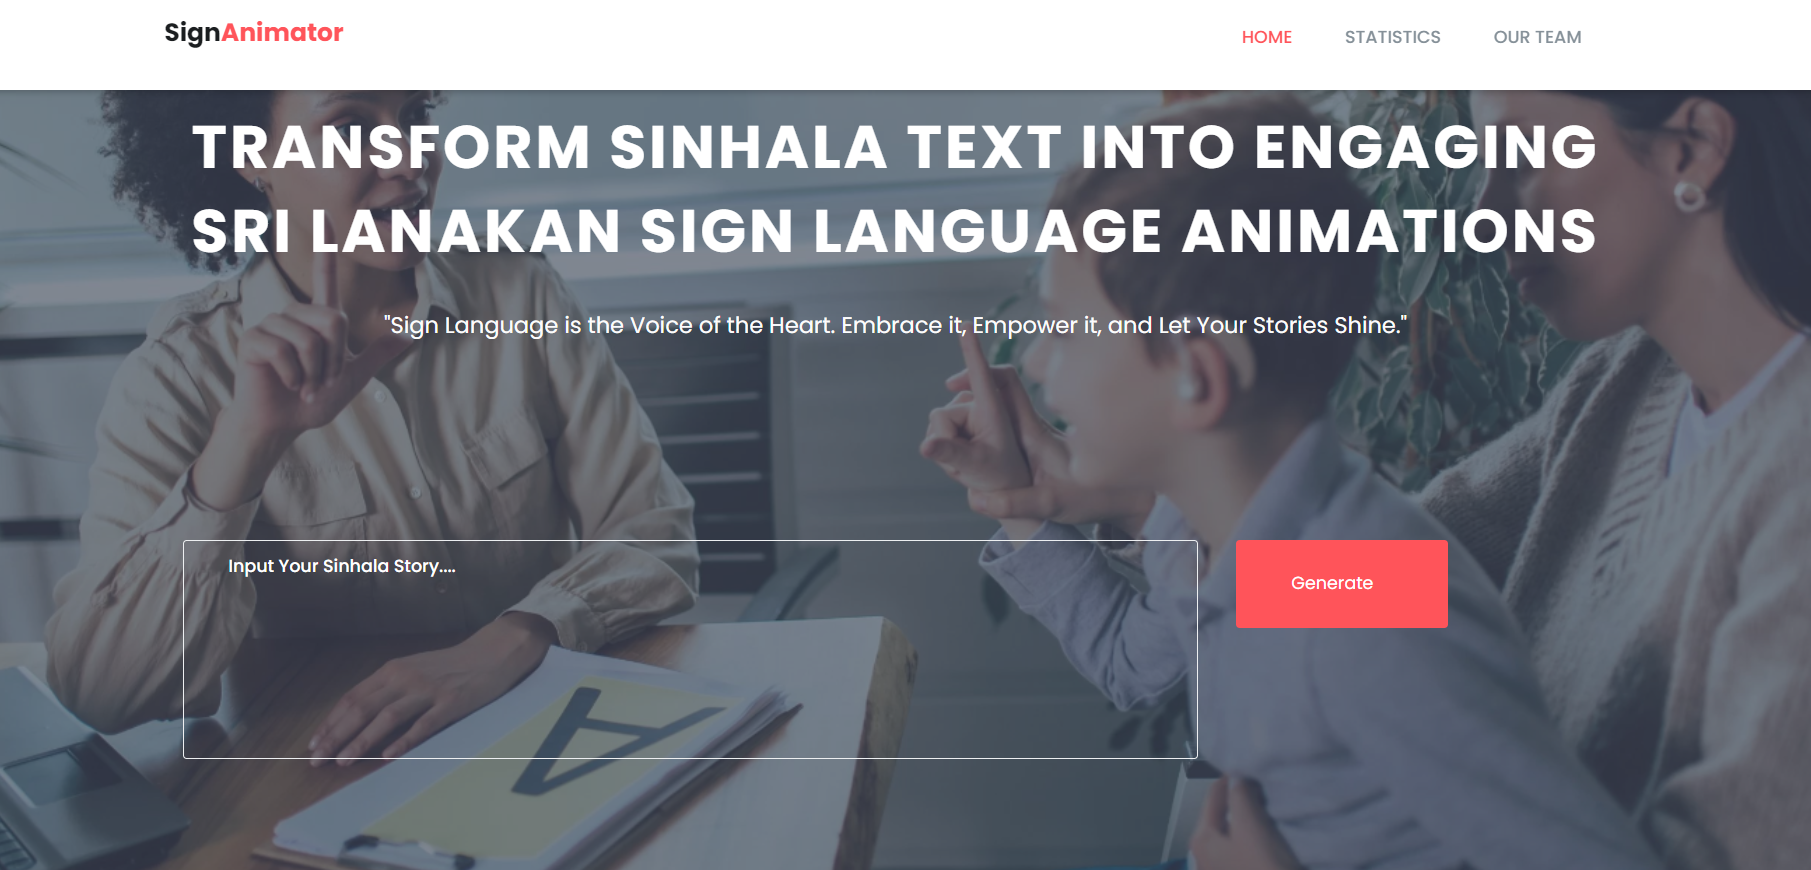 SignAnimator
HOME STATISTICS OUR TEAM
TRANSFORM SINHALA TEXT INTO ENGAGING
SRI LANAKAN SIGN LANGUAGE ANIMATIONS
"Sign Language is the Voice of the Heart. Embrace it, Empower it, and Let Your Stories Shine."
Input Your Sinhala Story....
Generate
A